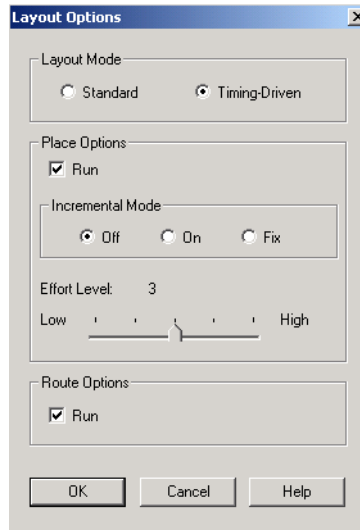 Layout Options
Layout Mode
Standard Timing-Driven
Place Options
Run
Incremental Mode
Off On Fix
Effort Level: 3
Low High
Route Options
Run
OK Cancel Help